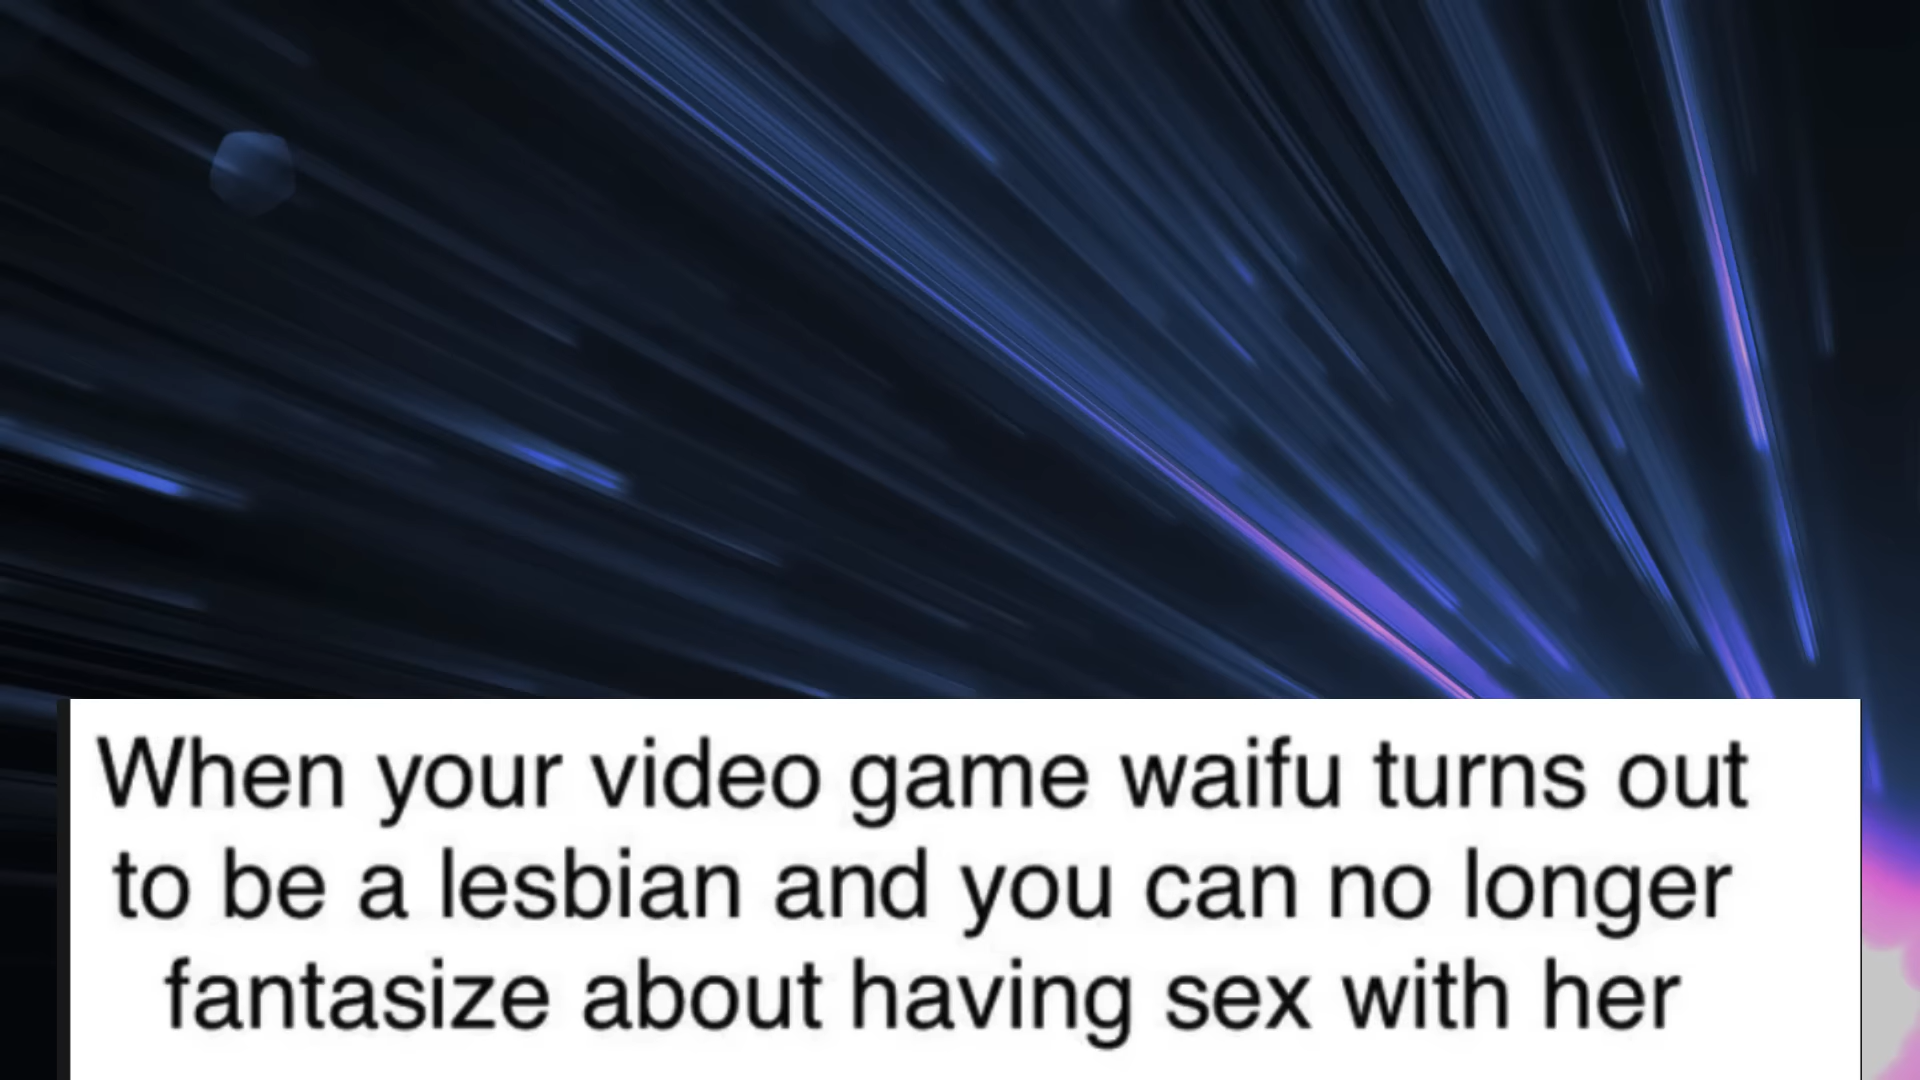 When your video game waifu turns out
to be a lesbian and you can no longer
fantasize about having sex with her